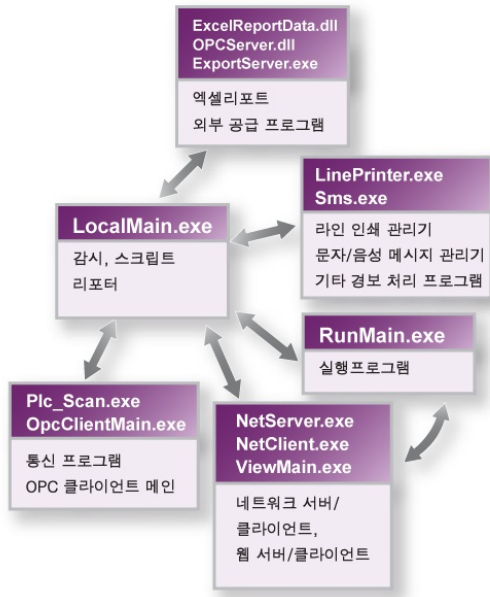 ExcelReportData.dll
OPCServer.dll
ExportServer.exe
엑셀리포트
외부 공급 프로그램
LinePrinter.exe
Sms.exe
라인 인쇄 관리기
문자/음성 메시지 관리기
기타 경보 처리 프로그램
LocalMain.exe
감시, 스크립트
리포터
RunMain.exe
실행프로그램
Plc_Scan.exe
OpcClientMain.exe
통신 프로그램
OPC 클라이언트 메인
NetServer.exe
NetClient.exe
ViewMain.exe
네트워크 서버/
클라이언트,
웹 서버/클라이언트